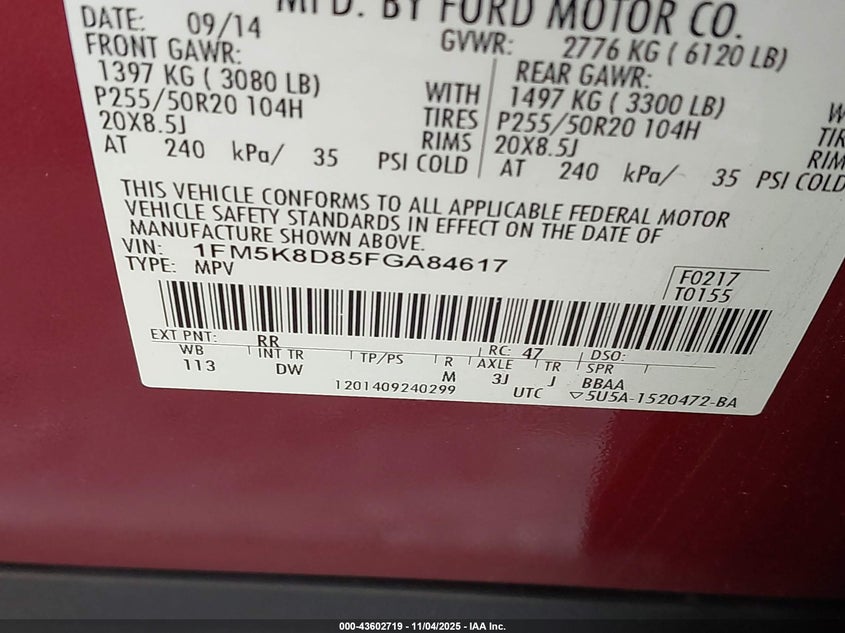 MFD. BY FORD MOTOR CO.
DATE: 09/14
GVWR: 2776 KG ( 6120 LB)
FRONT GAWR:
REAR GAWR:
1397 KG ( 3080 LB)
WITH
1497 KG ( 3300 LB)
P255/50R20 104H
TIRES
P255/50R20 104H
20X8.5J
RIMS
20X8.5J
RIM
AT 240 kPa/ 35 PSI COLD
AT 240 kPa/ 35 PSI COLD
THIS VEHICLE CONFORMS TO ALL APPLICABLE FEDERAL MOTOR
VEHICLE SAFETY STANDARDS IN EFFECT ON THE DATE OF
MANUFACTURE SHOWN ABOVE.
VIN: 1FM5K8D85FGA84617
TYPE: MPV
F0217
T0155
EXT PNT: RR RC: 47 DSO:
WB INT TR TP/PS R AXLE TR SPR
113 DW M 3J J BBAA
1201409240299 UTC ▽5U5A-1520472-BA
000-43602719 - 11/04/2025 - IAA Inc.